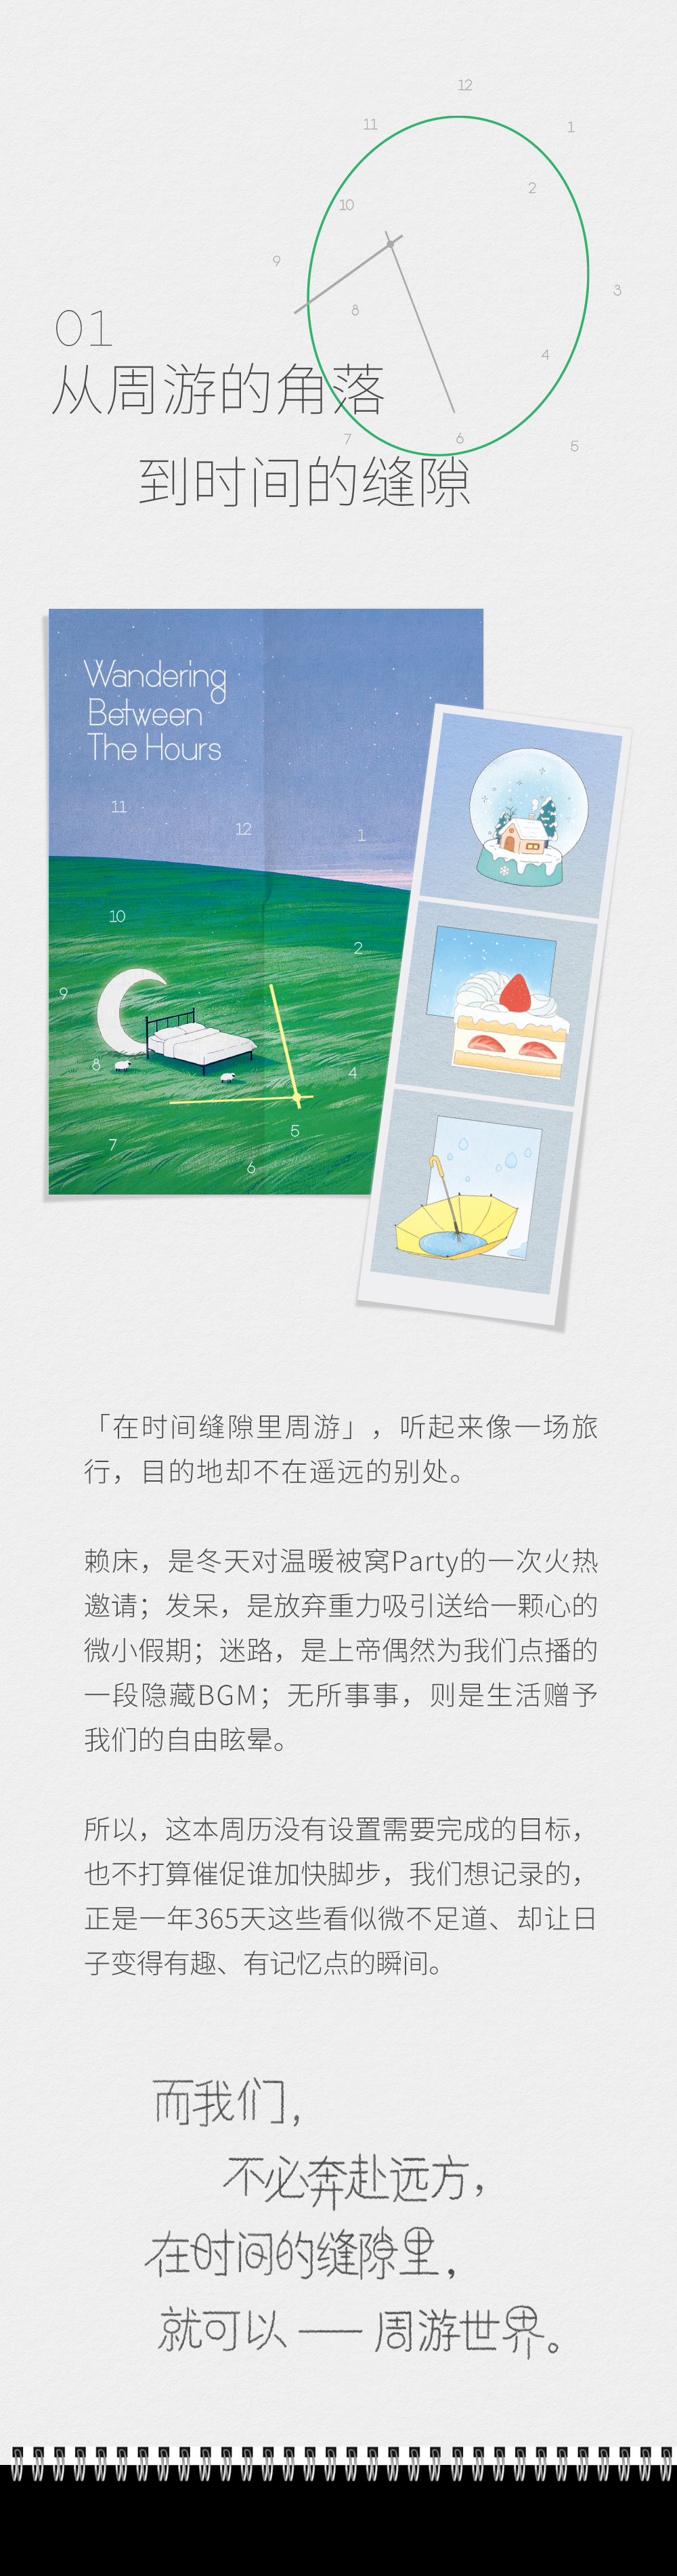 12
11
1
2
10
9
3
8
4
7
6
5
01
从周游的角落
到时间的缝隙
Wandering
Between
The Hours
11
12
1
10
2
9
8
4
5
7
6
「在时间缝隙里周游」，听起来像一场旅
行，目的地却不在遥远的别处。
赖床，是冬天对温暖被窝Party的一次火热
邀请；发呆，是放弃重力吸引送给一颗心的
微小假期；迷路，是上帝偶然为我们点播的
一段隐藏BGM；无所事事，则是生活赠予
我们的自由眩晕。
所以，这本周历没有设置需要完成的目标，
也不打算催促谁加快脚步，我们想记录的，
正是一年365天这些看似微不足道、却让日
子变得有趣、有记忆点的瞬间。
而我们，
不必奔赴远方，
在时间的缝隙里，
就可以 — 周游世界。